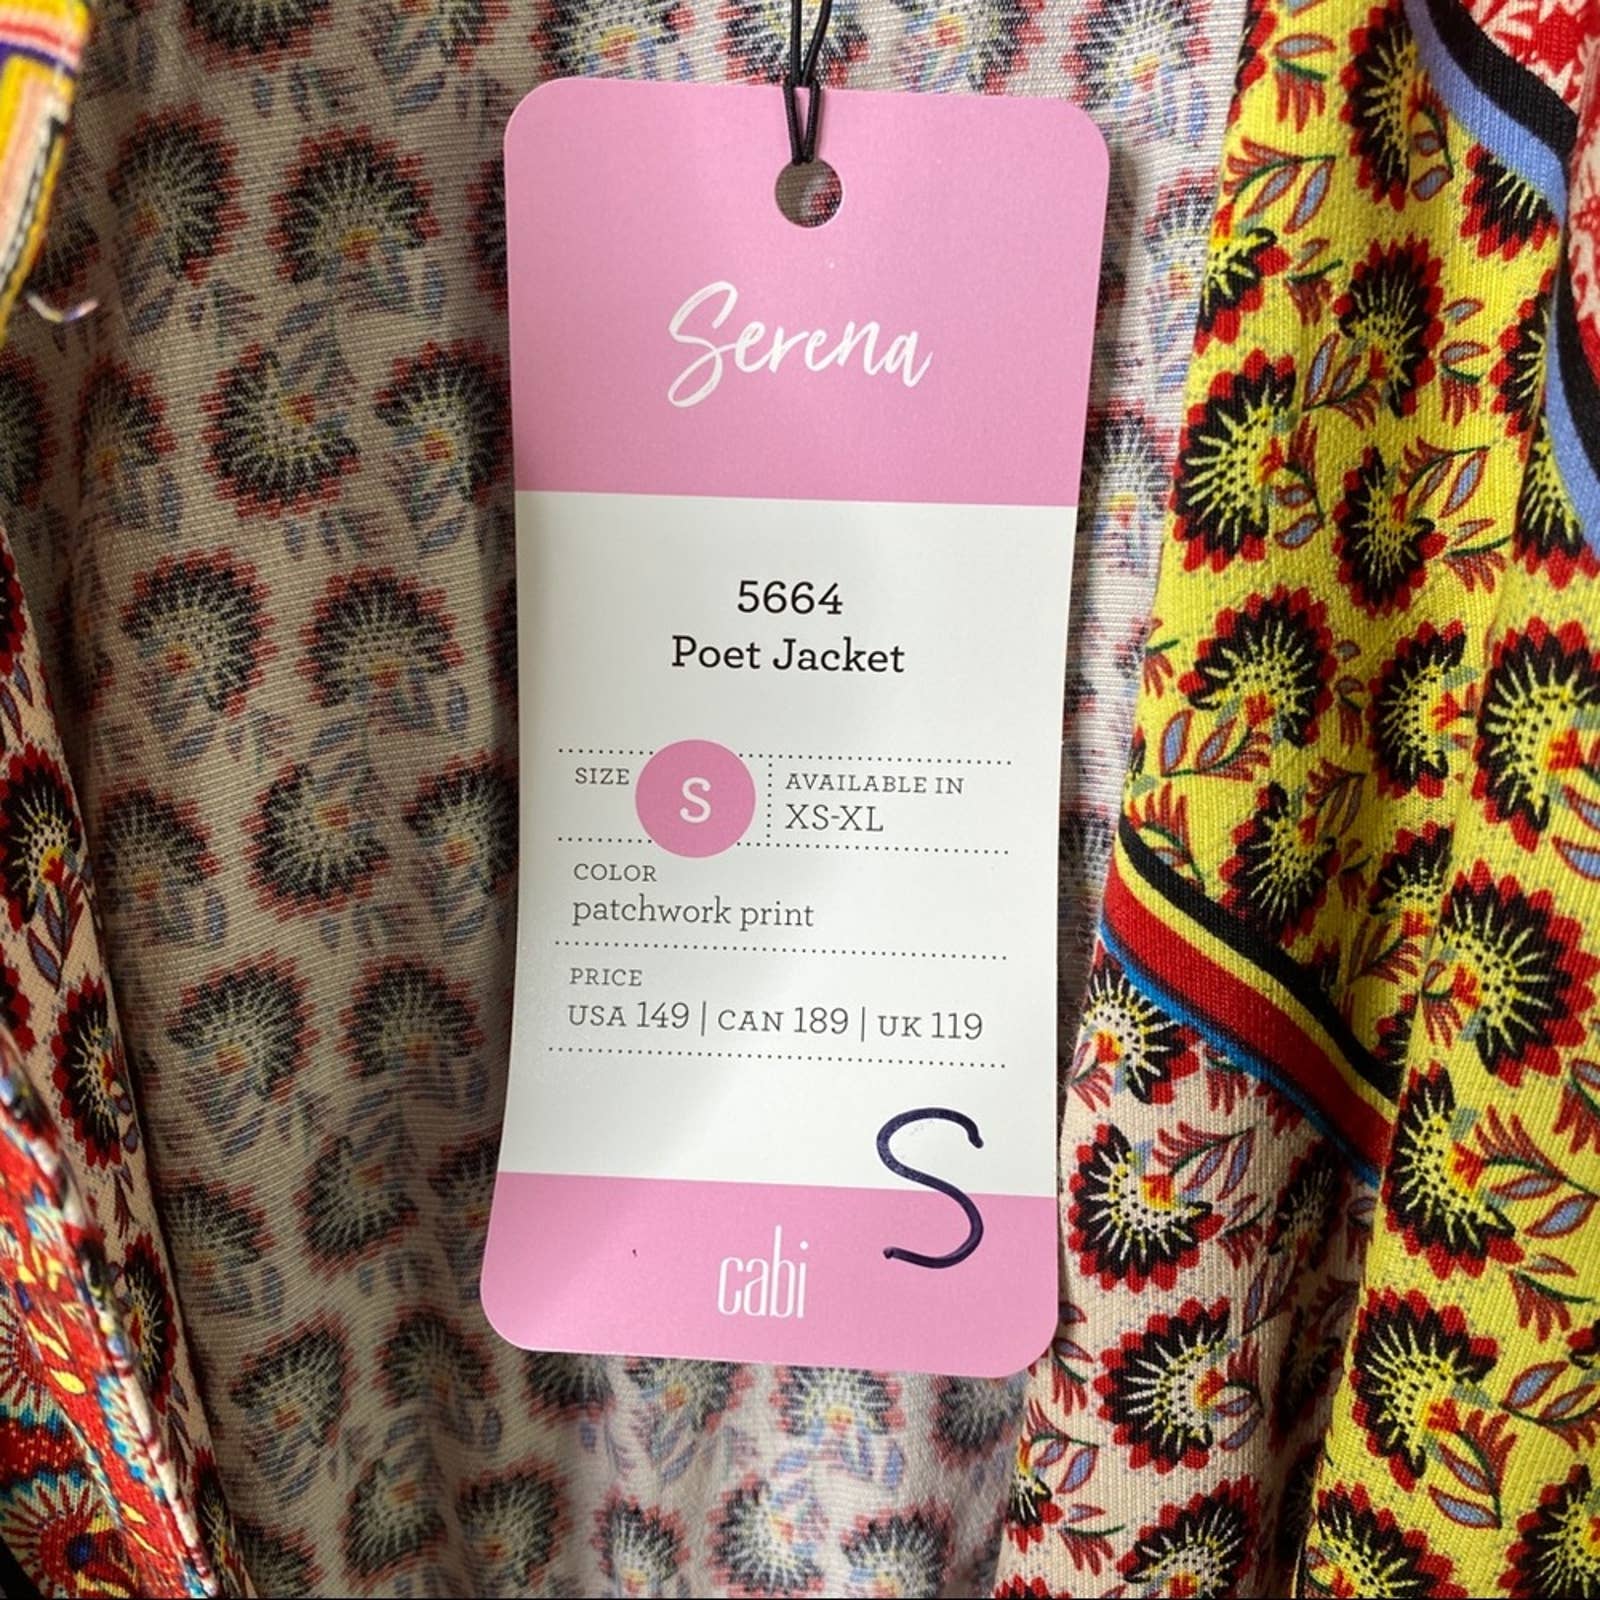 Serena
5664
Poet Jacket
SIZE S
AVAILABLE IN
XS-XL
COLOR
patchwork print
PRICE
USA 149 | CAN 189 | UK 119
S
cabi